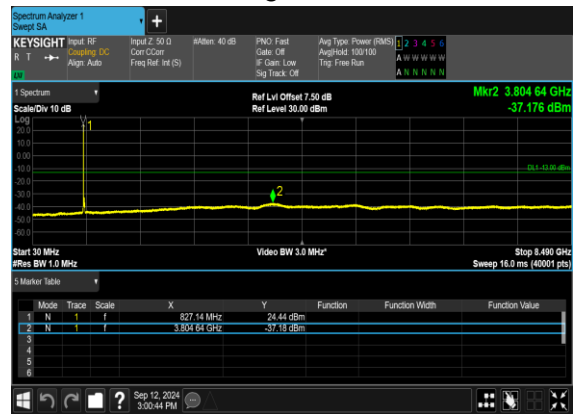 Spectrum Analyzer 1
Swept SA
+
KEYSIGHT Input: RF Input Z: 50 Ω #Atten: 40 dB PNO: Fast Avg Type: Power (RMS) 1 2 3 4 5 6
R T Coupling: DC Corr CCorr Gate: Off Avg|Hold: 100/100 A W W W W W
Align: Auto Freq Ref: Int (S) IF Gain: Low Trig: Free Run
Sig Track: Off A N N N N N
1 Spectrum Ref Lvl Offset 7.50 dB Mkr2 3.804 64 GHz
Scale/Div 10 dB Ref Level 30.00 dBm -37.176 dBm
Log
20.0
1
10.0
0.00
-10.0
DL1 -13.00 dBm
-20.0
-30.0
2
-40.0
-50.0
-60.0
Start 30 MHz Video BW 3.0 MHz* Stop 8.490 GHz
#Res BW 1.0 MHz Sweep 16.0 ms (40001 pts)
5 Marker Table
Mode Trace Scale X Y Function Function Width Function Value
1 N 1 f 827.14 MHz 24.44 dBm
2 N 1 f 3.804 64 GHz -37.18 dBm
3
4
5
6
? Sep 12, 2024
3:00:44 PM